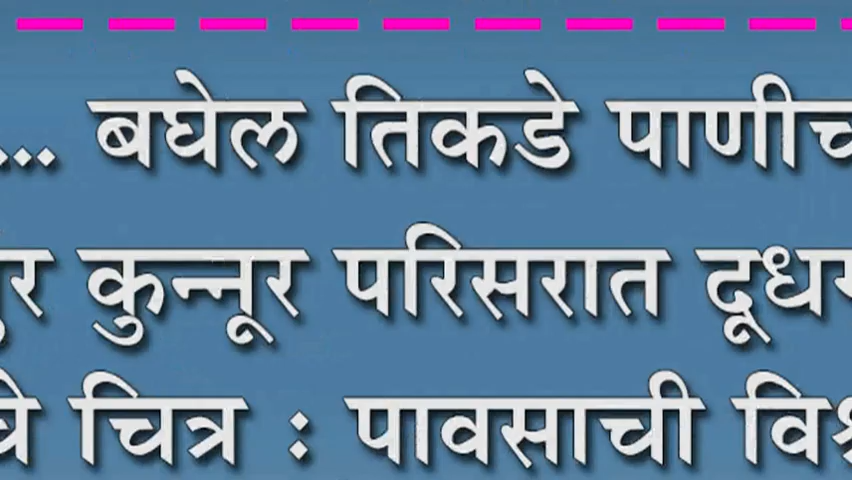 ... बघेल तिकडे पाणीच
कुन्नूर परिसरात
चित्र : पावसाची